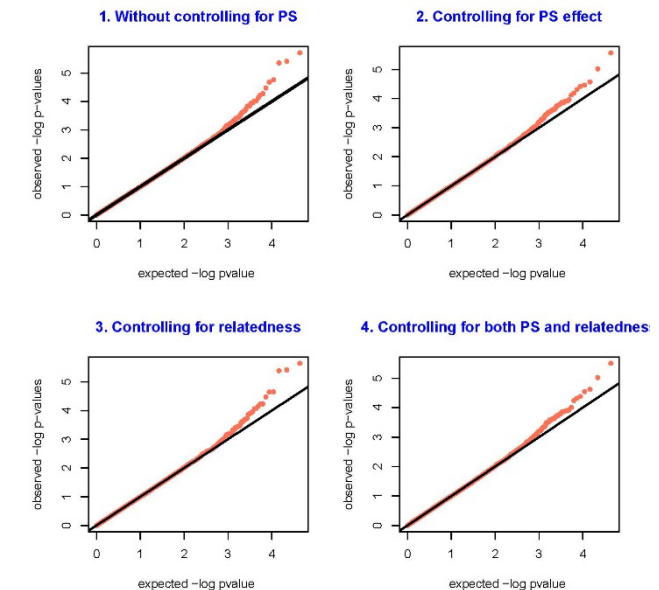 1. Without controlling for PS
2. Controlling for PS effect
observed −log p−values
5
4
3
2
1
0
0 1 2 3 4
expected −log pvalue
observed −log p−values
5
4
3
2
1
0
0 1 2 3 4
expected −log pvalue
3. Controlling for relatedness
4. Controlling for both PS and relatednes
observed −log p−values
5
4
3
2
1
0
0 1 2 3 4
expected −log pvalue
observed −log p−values
5
4
3
2
1
0
0 1 2 3 4
expected −log pvalue